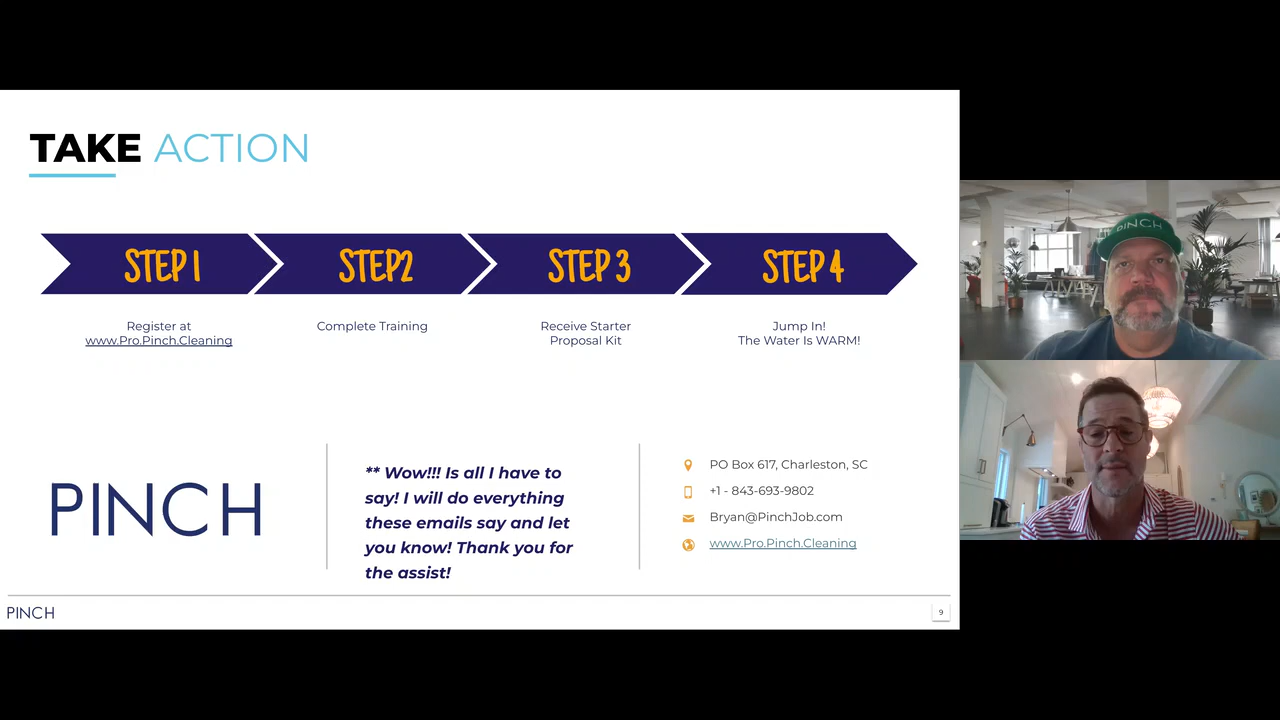 TAKE ACTION
STEP 1
STEP2
STEP 3
STEP 4
Register at
www.Pro.Pinch.Cleaning
Complete Training
Receive Starter
Proposal Kit
Jump In!
The Water Is WARM!
PINCH
** Wow!!! Is all I have to
say! I will do everything
these emails say and let
you know! Thank you for
the assist!
PO Box 617, Charleston, SC
+1 - 843-693-9802
Bryan@PinchJob.com
www.Pro.Pinch.Cleaning
PINCH
9
PINCH